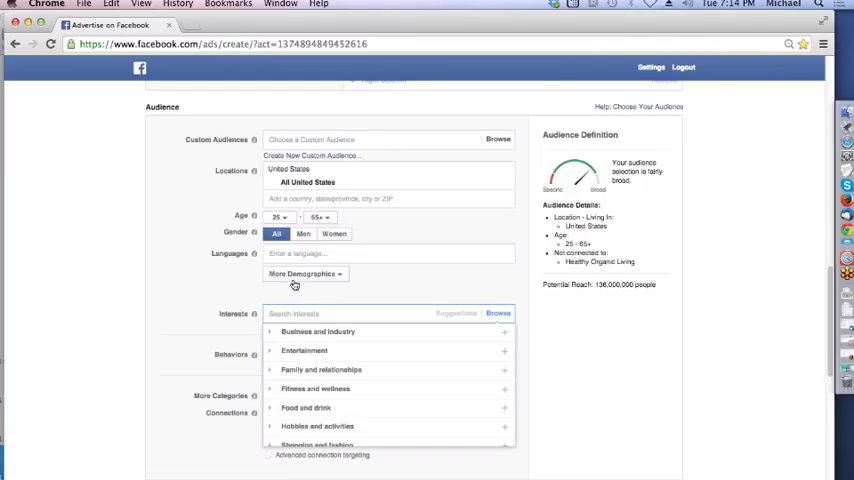 Chrome File Edit View History Bookmarks Window Help Tue 7:14 PM Michael
Advertise on Facebook
https://www.facebook.com/ads/create/?act=1374894849452616
Settings Logout
Audience
Help: Choose Your Audience
Custom Audiences Choose a Custom Audience Browse
Create New Custom Audience...
Locations United States
All United States
Add a country, state/province, city or ZIP
Age 25 - 65+
Gender All Men Women
Languages Enter a language...
More Demographics
Interests Search interests Suggestions Browse
Business and industry
Entertainment
Family and relationships
Behaviors
Fitness and wellness
More Categories
Food and drink
Connections
Hobbies and activities
Shopping and fashion
Advanced connection targeting
Audience Definition
Your audience
selection is fairly
broad.
Specific Broad
Audience Details:
Location - Living In:
United States
Age:
25 - 65+
Not connected to:
Healthy Organic Living
Potential Reach: 136,000,000 people